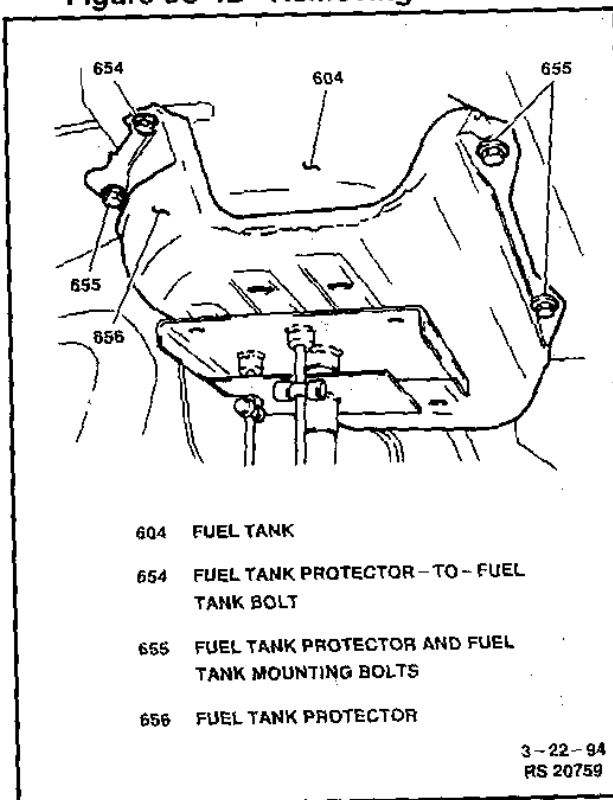 654
604
655
655
656
604 FUEL TANK
654 FUEL TANK PROTECTOR-TO-FUEL
TANK BOLT
655 FUEL TANK PROTECTOR AND FUEL
TANK MOUNTING BOLTS
656 FUEL TANK PROTECTOR
3-22-94
RS 20759